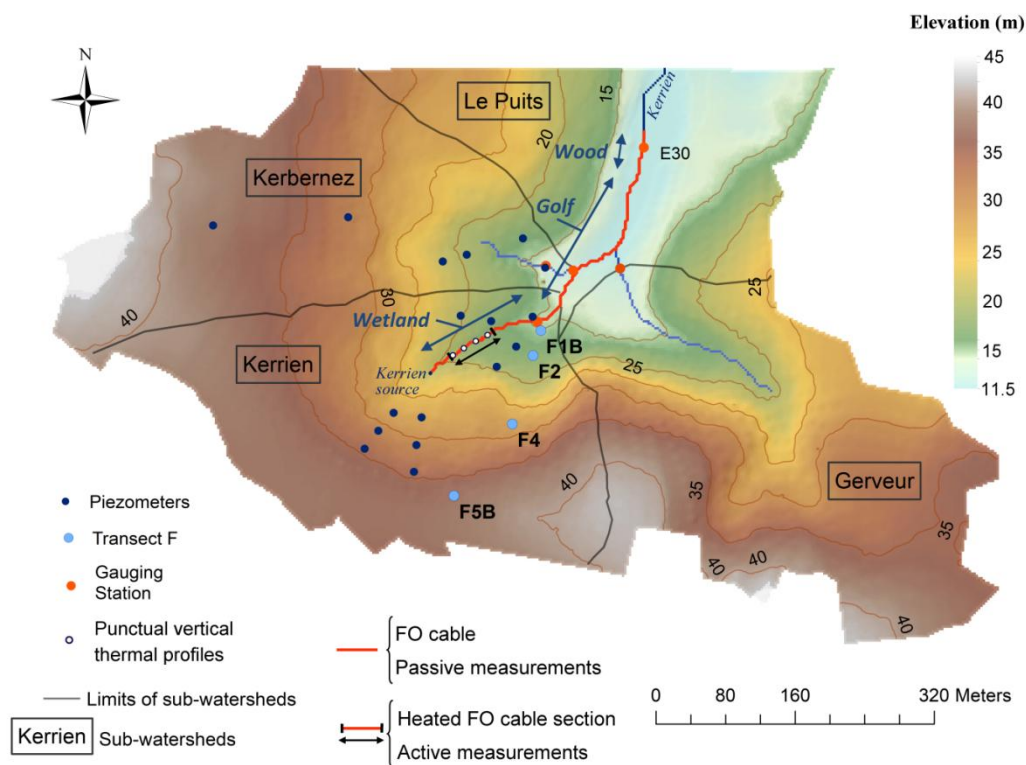 Elevation (m)
N
45
40
35
30
25
20
15
11.5
Le Puits
15
Kerrien
20
Wood
E30
Kerbernez
Golf
25
30
40
Wetland
F1B
Kerrien
Kerrien
source
F2
25
F4
Gerveur
40
35
F5B
35
40
40
40
Piezometers
Transect F
Gauging
Station
Punctual vertical
thermal profiles
Limits of sub-watersheds
Kerrien Sub-watersheds
FO cable
Passive measurements
Heated FO cable section
Active measurements
0 80 160 320 Meters